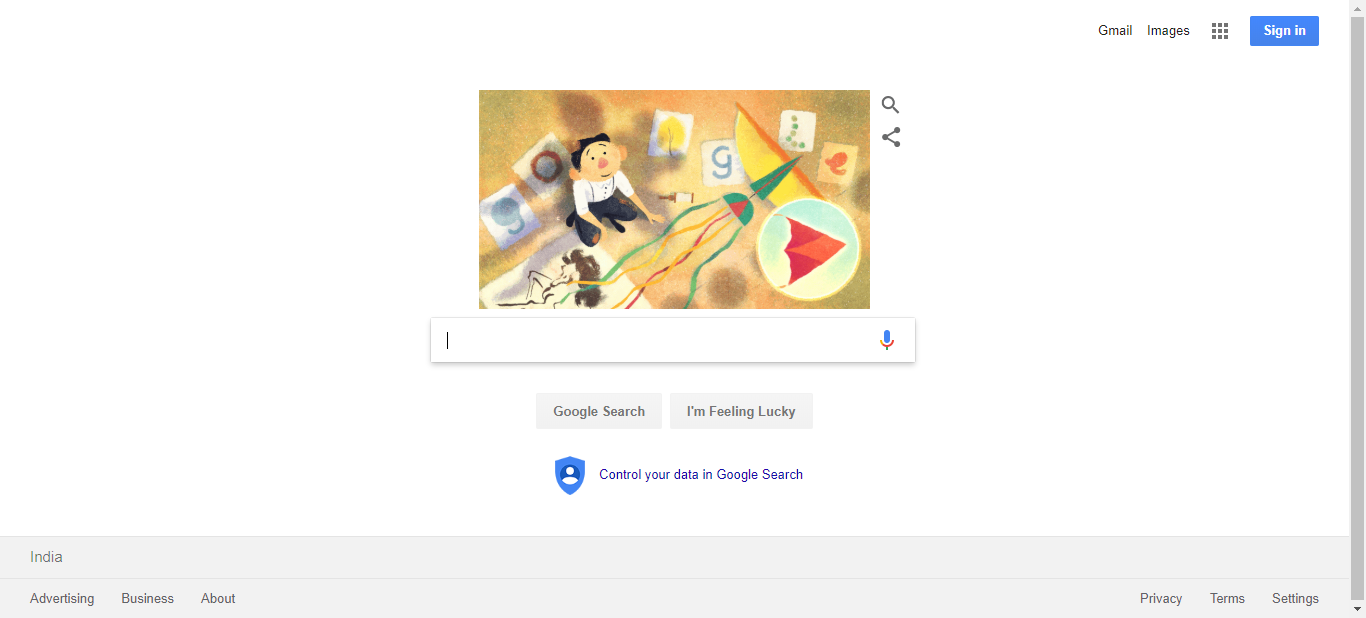 Gmail Images Sign in
Google Search I'm Feeling Lucky
Control your data in Google Search
India
Advertising Business About Privacy Terms Settings